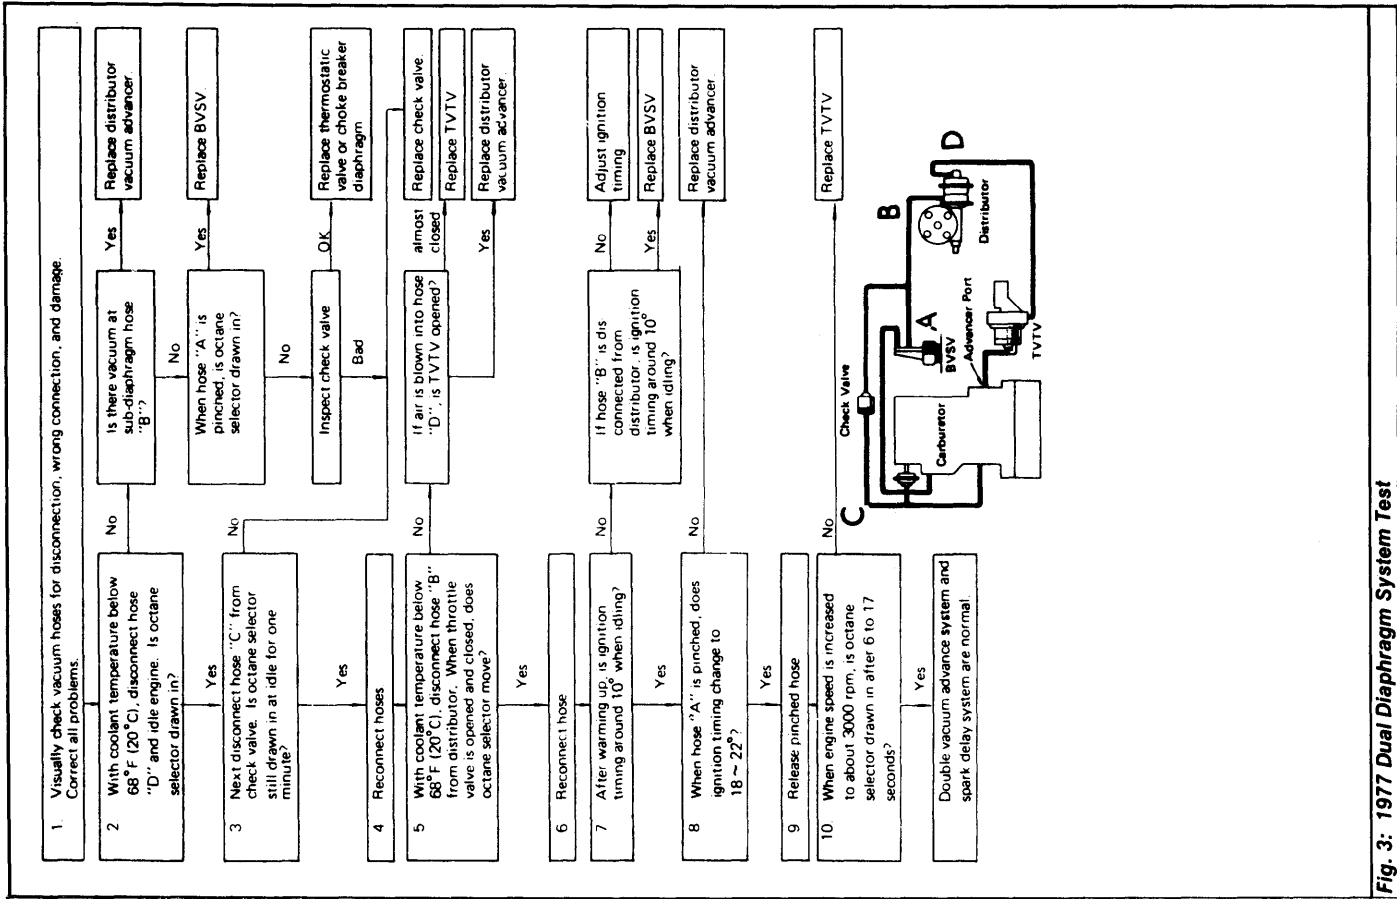 1. Visually check vacuum hoses for disconnection, wrong connection, and damage.
Correct all problems.
2 With coolant temperature below
68°F (20°C), disconnect hose
"D" and idle engine. Is octane
selector drawn in?
No
Is there vacuum at
sub-diaphragm hose
"B"?
Yes
Replace distributor
vacuum advancer.
No
When hose "A" is
pinched, is octane
selector drawn in?
Yes
Replace BVSV.
No
Inspect check valve
OK
Replace thermostatic
valve or choke breaker
diaphragm
Bad
Yes
3 Next disconnect hose "C" from
check valve. Is octane selector
still drawn in at idle for one
minute?
No
Replace check valve.
Yes
4 Reconnect hoses
5 With coolant temperature below
68°F (20°C), disconnect hose "B"
from distributor. When throttle
valve is opened and closed, does
octane selector move?
No
If air is blown into hose
"D", is TVTV opened?
almost
closed
Replace TVTV
Yes
Replace distributor
vacuum advancer.
Yes
6 Reconnect hose
7 After warming up, is ignition
timing around 10° when idling?
No
If hose "B" is dis
connected from
distributor, is ignition
timing around 10°
when idling?
No
Adjust ignition
timing
Yes
Replace BVSV
Yes
8 When hose "A" is pinched, does
ignition timing change to
18 ~ 22°?
No
Replace distributor
vacuum advancer.
Yes
9 Release pinched hose
10. When engine speed is increased
to about 3000 rpm, is octane
selector drawn in after 6 to 17
seconds?
No
Replace TVTV
Yes
Double vacuum advance system and
spark delay system are normal.
C
Check Valve
B
D
A
BVSV
Carburetor
Advancer Port
Distributor
TVTV
Fig. 3: 1977 Dual Diaphragm System Test